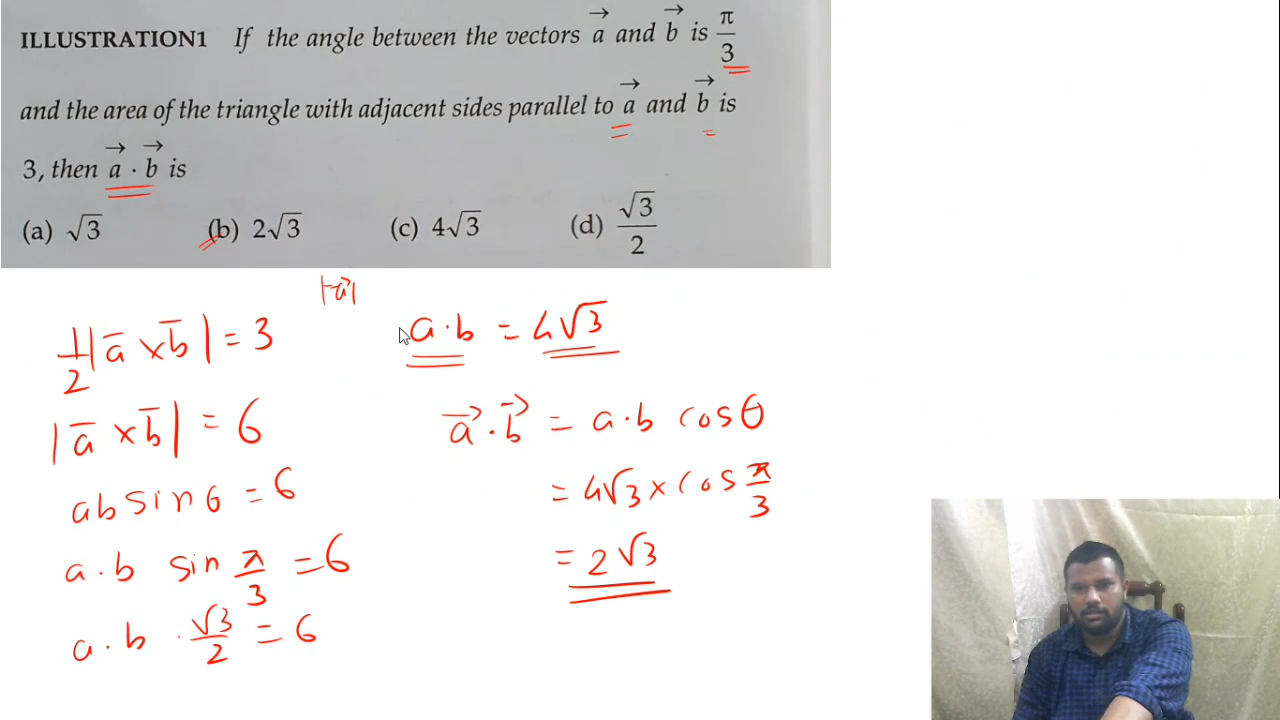 ILLUSTRATION1 If the angle between the vectors →a and →b is π/3
and the area of the triangle with adjacent sides parallel to →a and →b is
3, then →a · →b is
(a) √3 (b) 2√3 (c) 4√3 (d) √3/2
|→a|
1/2|a̅ × b̅| = 3
|a̅ × b̅| = 6
ab sin θ = 6
a·b sin π/3 = 6
a·b · √3/2 = 6
a·b = 4√3
→a · →b = a·b cos θ
= 4√3 × cos π/3
= 2√3